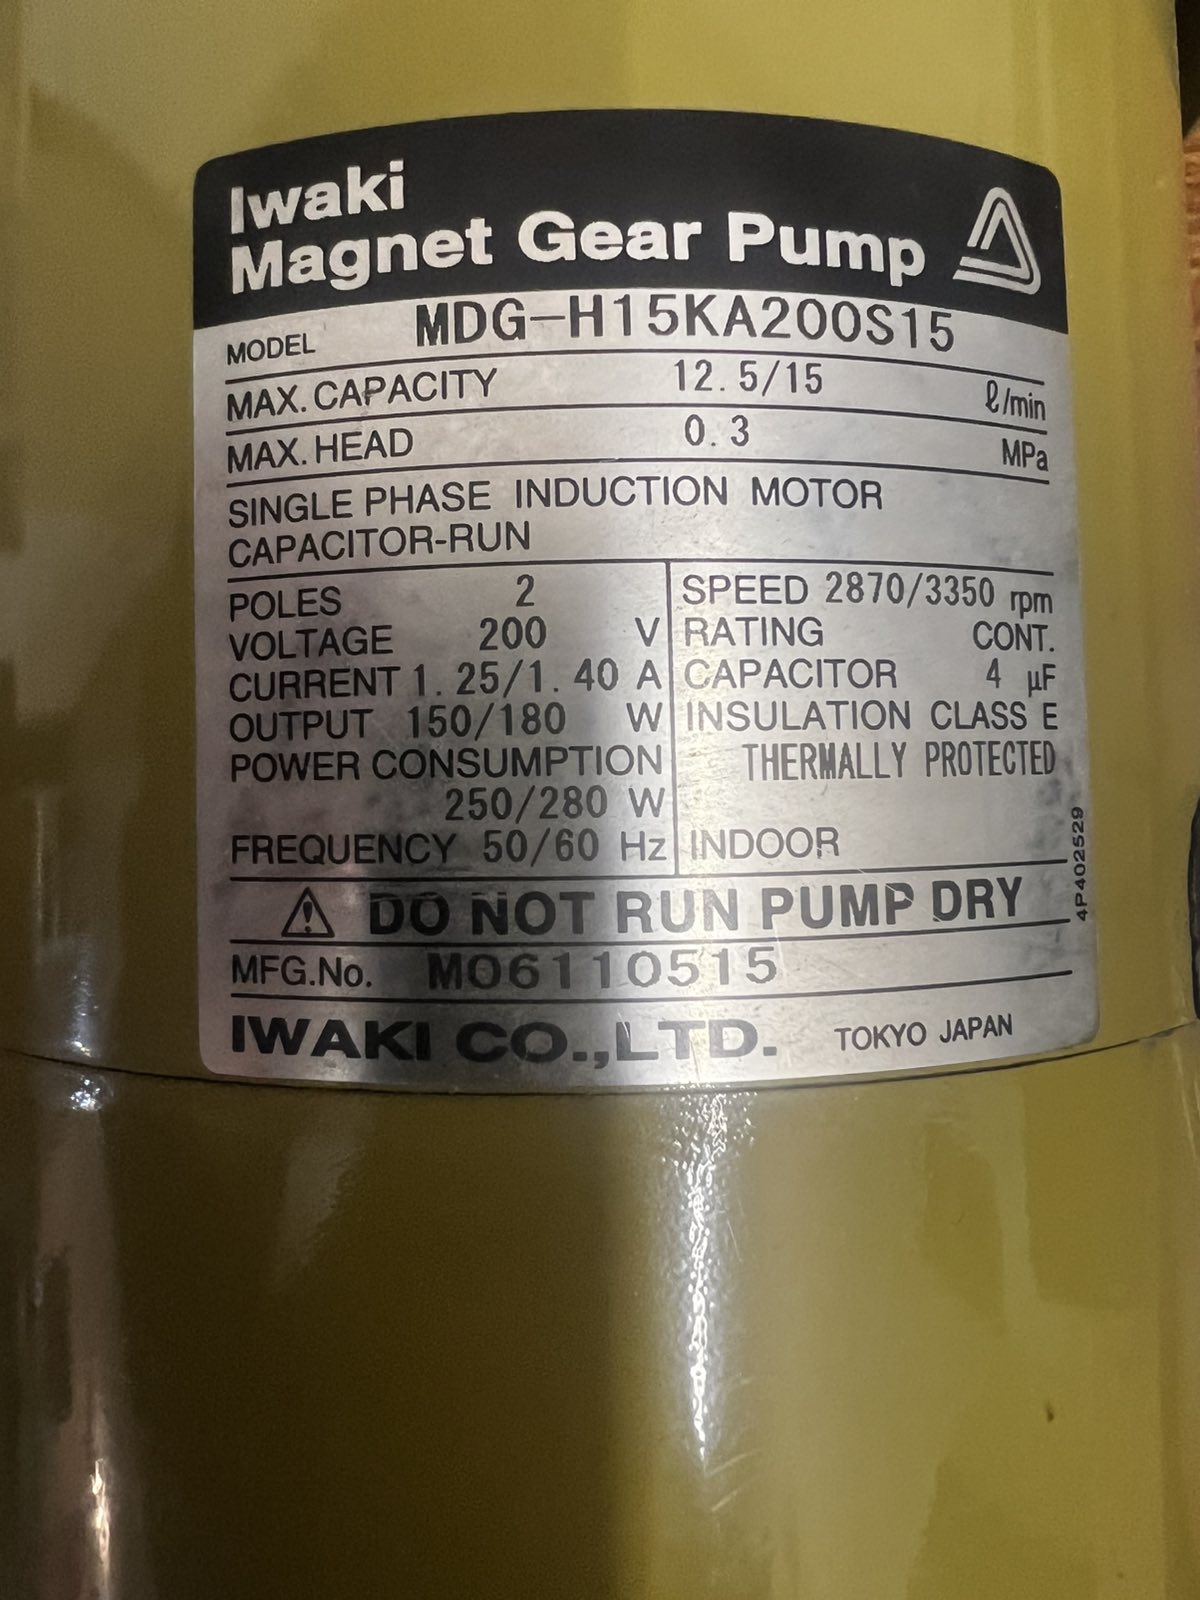 Iwaki
Magnet Gear Pump
MODEL MDG-H15KA200S15
MAX. CAPACITY 12.5/15 ℓ/min
MAX. HEAD 0.3 MPa
SINGLE PHASE INDUCTION MOTOR
CAPACITOR-RUN
POLES 2
VOLTAGE 200 V
CURRENT 1.25/1.40 A
OUTPUT 150/180 W
POWER CONSUMPTION
250/280 W
FREQUENCY 50/60 Hz
SPEED 2870/3350 rpm
RATING CONT.
CAPACITOR 4 μF
INSULATION CLASS E
THERMALLY PROTECTED
INDOOR
4P402529
⚠ DO NOT RUN PUMP DRY
MFG.No. M06110515
IWAKI CO.,LTD. TOKYO JAPAN